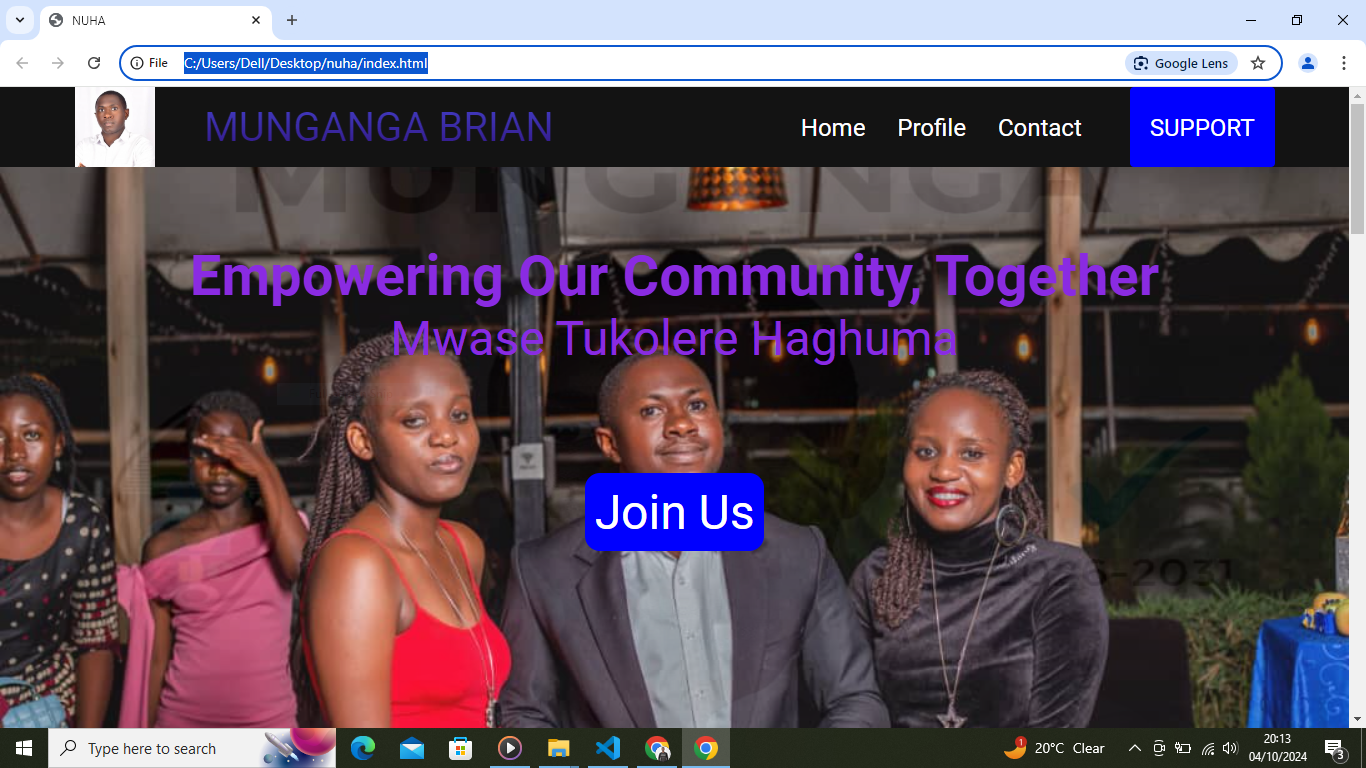 NUHA
File
C:/Users/Dell/Desktop/nuha/index.html
Google Lens
MUNGANGA BRIAN
Home
Profile
Contact
SUPPORT
MUNGANGA
Empowering Our Community, Together
Mwase Tukolere Haghuma
Join Us
-2031
Type here to search
1
20°C Clear
20:13
04/10/2024
3